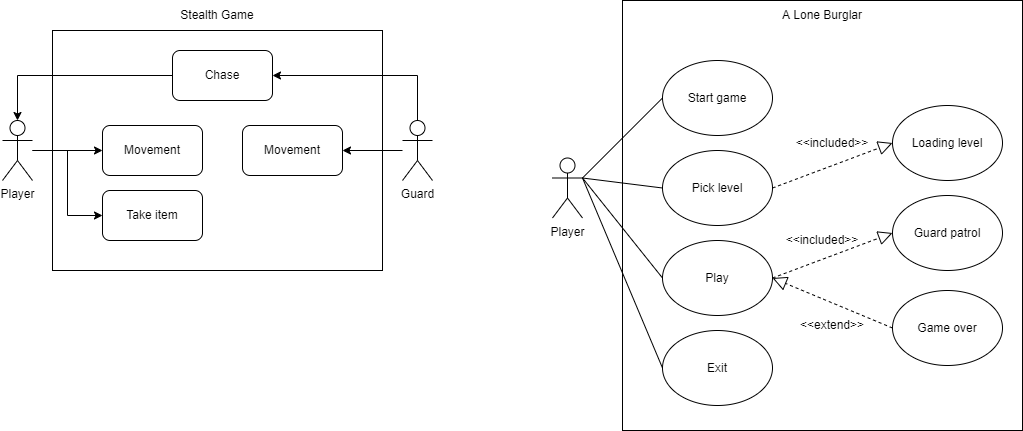 Stealth Game
Chase
Movement
Movement
Take item
Player
Guard
A Lone Burglar
Start game
Pick level
Play
Exit
Player
<<included>>
Loading level
<<included>>
Guard patrol
<<extend>>
Game over